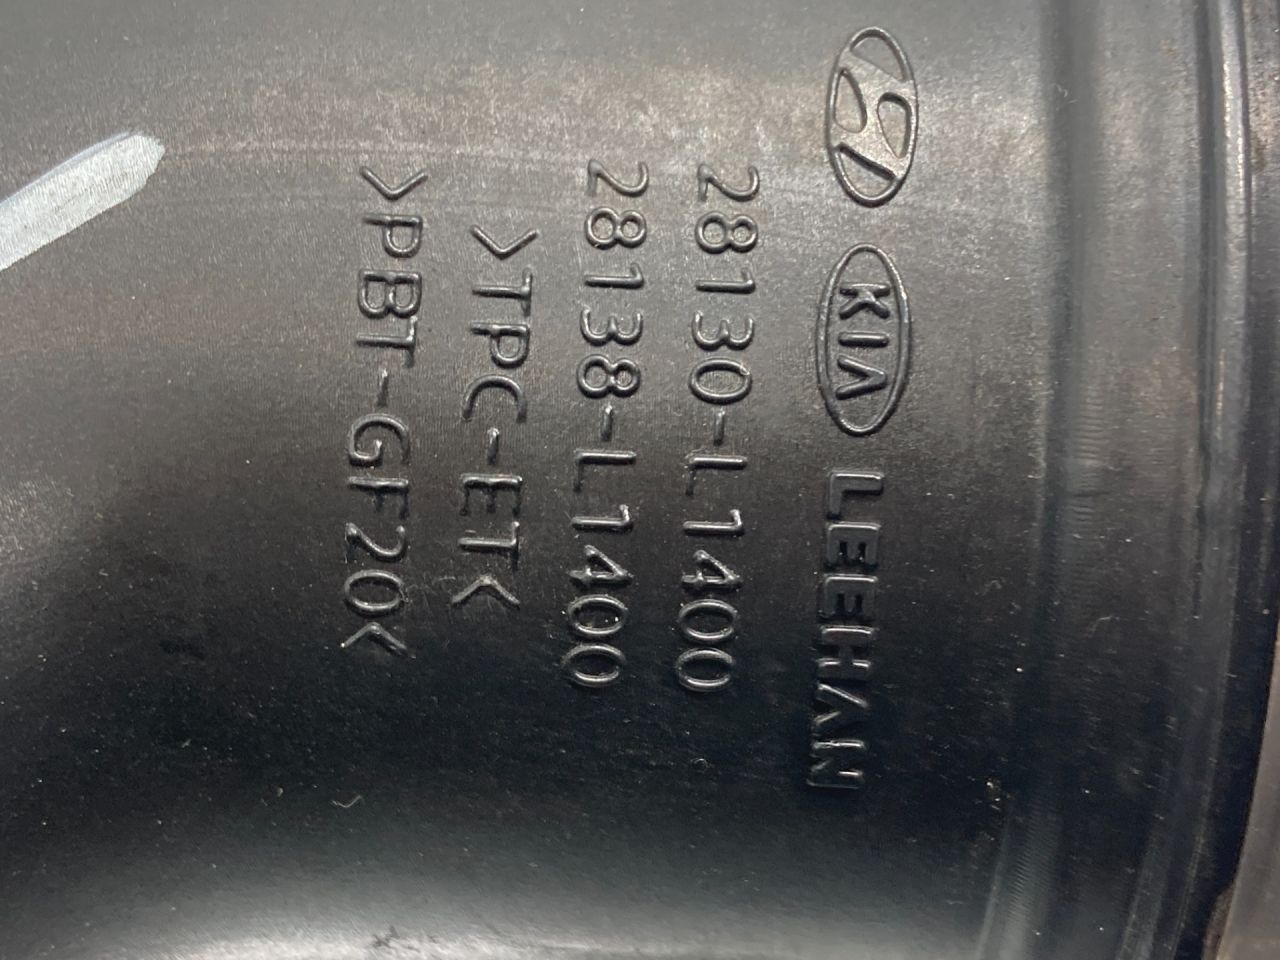 KIA LEEHAN
28130-L1400
28138-L1400
>TPC-ET<
>PBT-GF20<